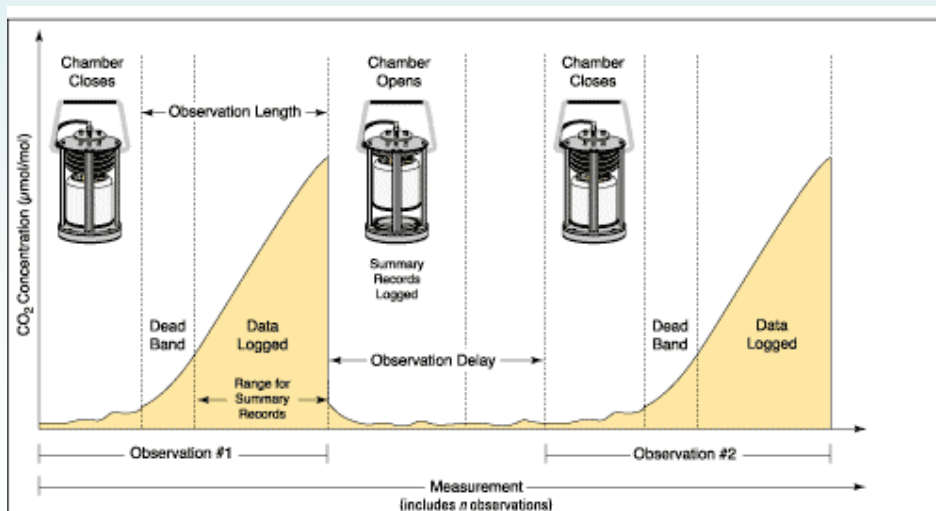 Chamber
Closes
Chamber
Opens
Chamber
Closes
Observation Length
CO₂ Concentration (µmol/mol)
Summary
Records
Logged
Dead
Band
Data
Logged
Dead
Band
Data
Logged
Observation Delay
Range for
Summary
Records
Observation #1
Observation #2
Measurement
(includes n observations)